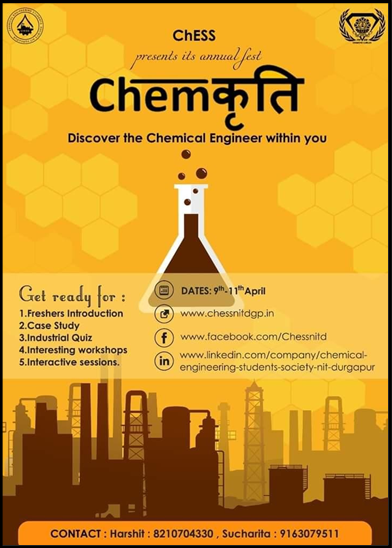 ChESS
presents its annual fest
Chemकृति
Discover the Chemical Engineer within you
Get ready for :
1.Freshers Introduction
2.Case Study
3.Industrial Quiz
4.Interesting workshops
5.Interactive sessions.
DATES: 9th-11th April
www.chessnitdgp.in
www.facebook.com/Chessnitd
www.linkedin.com/company/chemical-
engineering-students-society-nit-durgapur
CONTACT : Harshit : 8210704330 , Sucharita : 9163079511